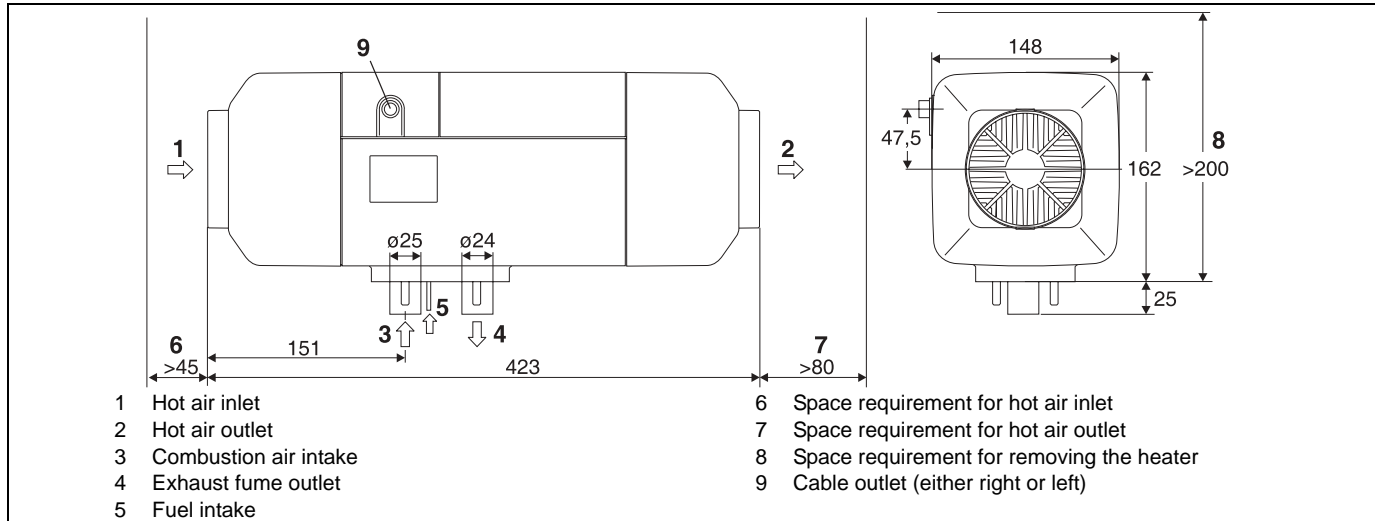 9
148
1
2
47,5
8
162
>200
ø25
ø24
5
25
3
4
151
6
7
>45
423
>80
1 Hot air inlet
2 Hot air outlet
3 Combustion air intake
4 Exhaust fume outlet
5 Fuel intake
6 Space requirement for hot air inlet
7 Space requirement for hot air outlet
8 Space requirement for removing the heater
9 Cable outlet (either right or left)